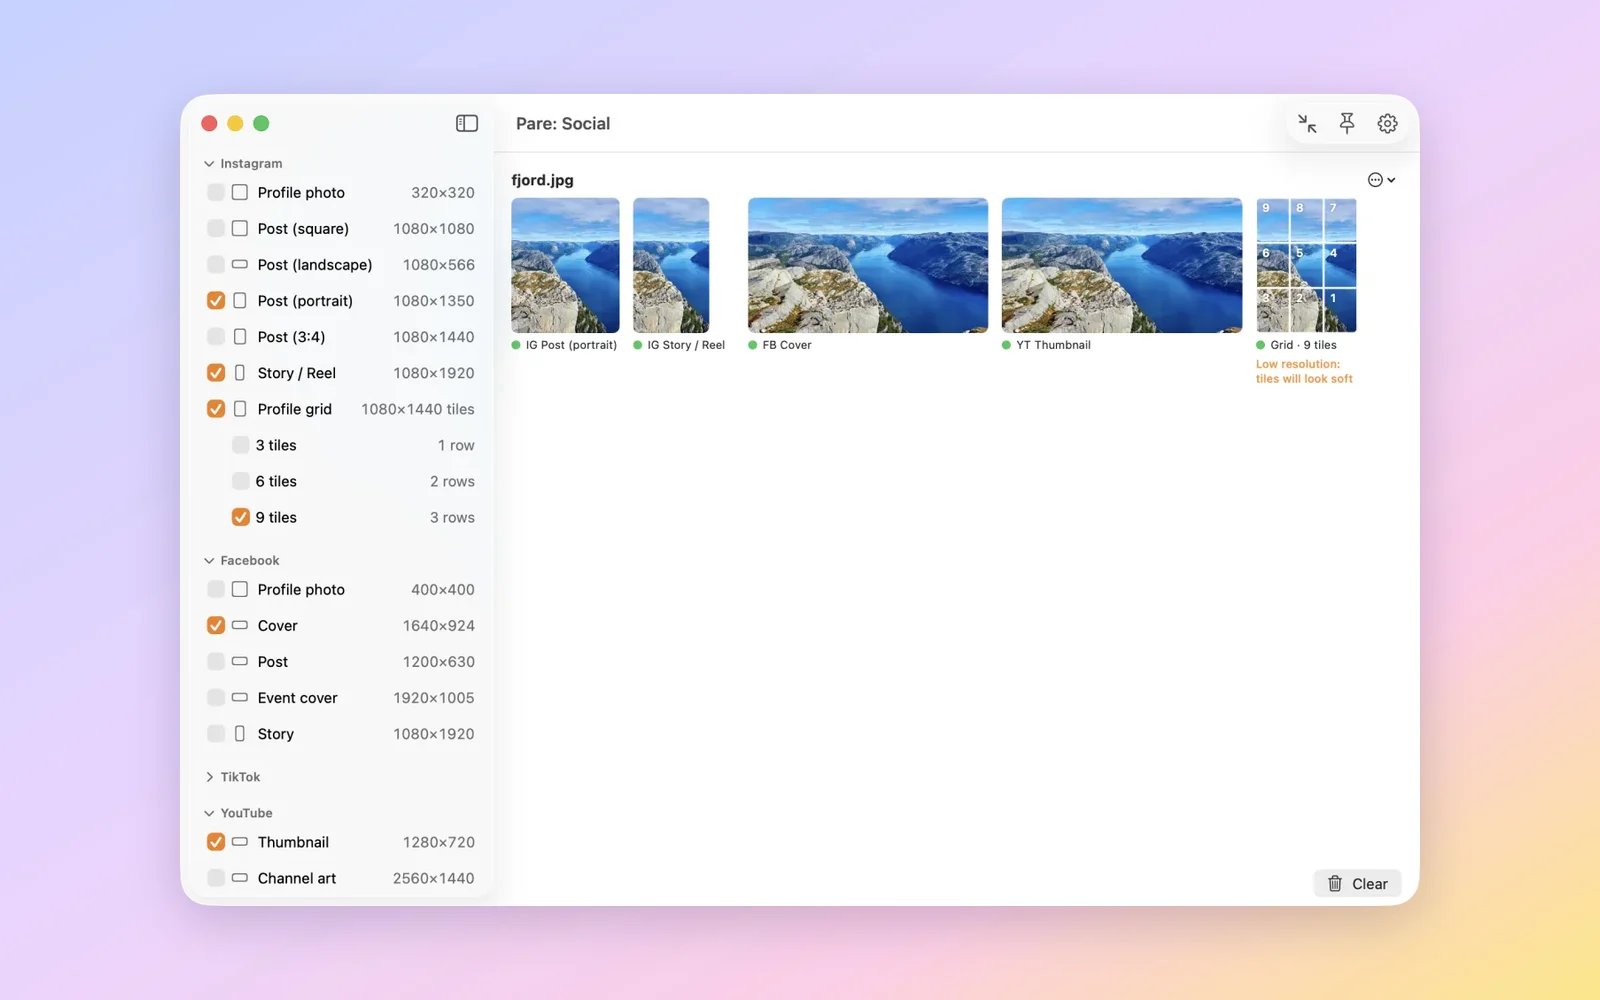 Pare: Social
Instagram
Profile photo 320×320
Post (square) 1080×1080
Post (landscape) 1080×566
Post (portrait) 1080×1350
Post (3:4) 1080×1440
Story / Reel 1080×1920
Profile grid 1080×1440 tiles
3 tiles 1 row
6 tiles 2 rows
9 tiles 3 rows
Facebook
Profile photo 400×400
Cover 1640×924
Post 1200×630
Event cover 1920×1005
Story 1080×1920
TikTok
YouTube
Thumbnail 1280×720
Channel art 2560×1440
fjord.jpg
9 8 7
6 5 4
3 2 1
IG Post (portrait)
IG Story / Reel
FB Cover
YT Thumbnail
Grid · 9 tiles
Low resolution:
tiles will look soft
Clear